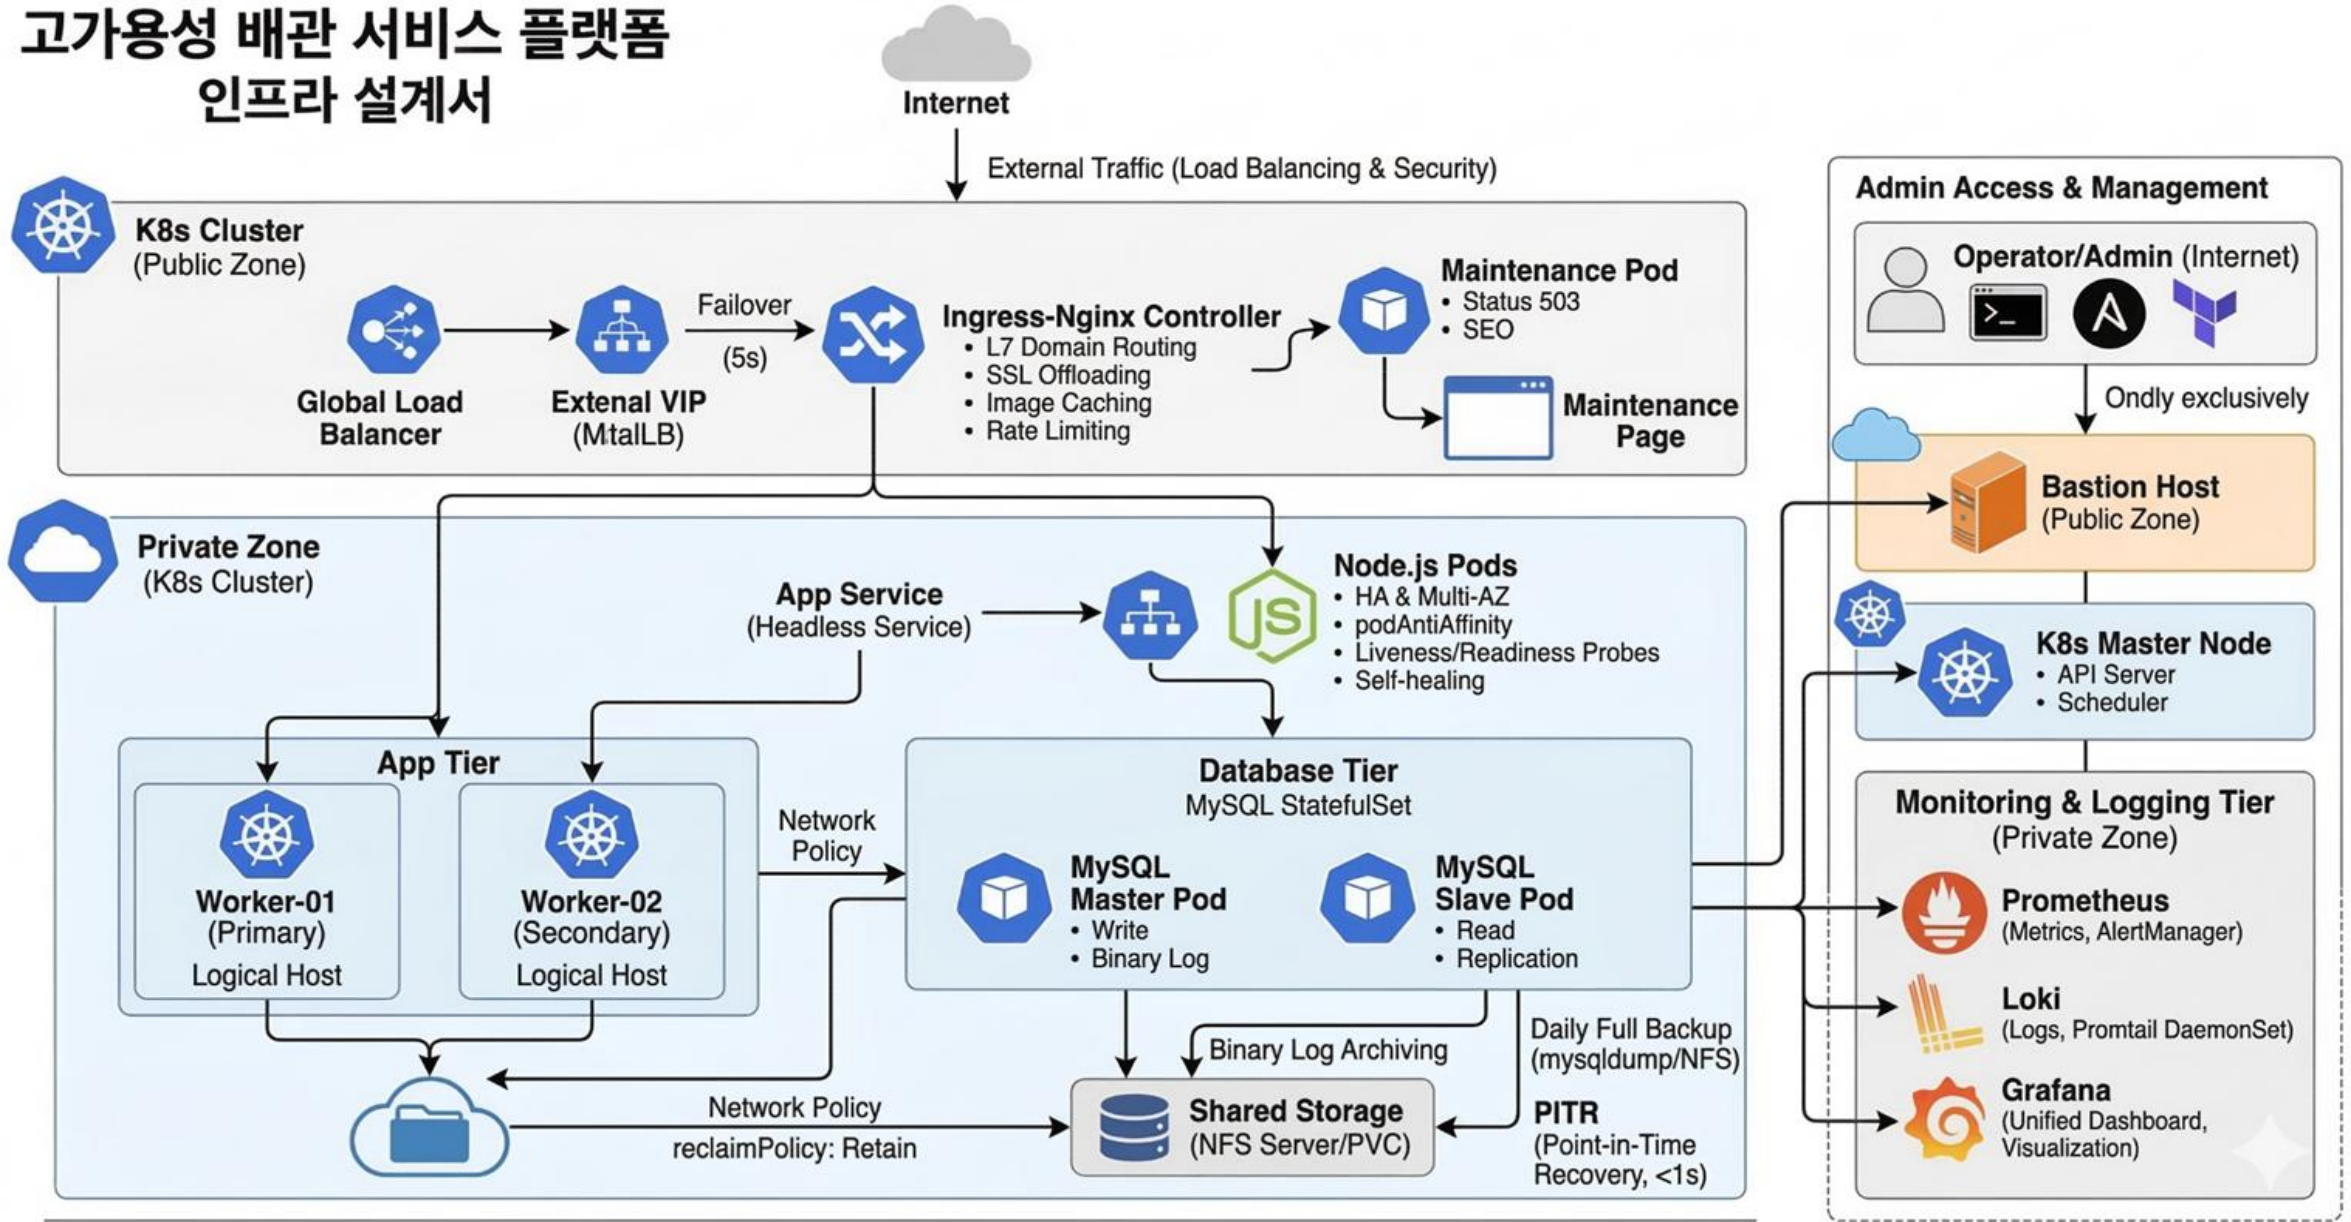 고가용성 배관 서비스 플랫폼
인프라 설계서
Internet
External Traffic (Load Balancing & Security)
K8s Cluster
(Public Zone)
Global Load
Balancer
Extenal VIP
(MtalLB)
Failover
(5s)
Ingress-Nginx Controller
• L7 Domain Routing
• SSL Offloading
• Image Caching
• Rate Limiting
Maintenance Pod
• Status 503
• SEO
Maintenance
Page
Private Zone
(K8s Cluster)
App Service
(Headless Service)
JS
Node.js Pods
• HA & Multi-AZ
• podAntiAffinity
• Liveness/Readiness Probes
• Self-healing
App Tier
Worker-01
(Primary)
Logical Host
Worker-02
(Secondary)
Logical Host
Network
Policy
Database Tier
MySQL StatefulSet
MySQL
Master Pod
• Write
• Binary Log
MySQL
Slave Pod
• Read
• Replication
Binary Log Archiving
Daily Full Backup
(mysqldump/NFS)
Network Policy
reclaimPolicy: Retain
Shared Storage
(NFS Server/PVC)
PITR
(Point-in-Time
Recovery, <1s)
Admin Access & Management
Operator/Admin (Internet)
>_
A
Ondly exclusively
Bastion Host
(Public Zone)
K8s Master Node
• API Server
• Scheduler
Monitoring & Logging Tier
(Private Zone)
Prometheus
(Metrics, AlertManager)
Loki
(Logs, Promtail DaemonSet)
Grafana
(Unified Dashboard,
Visualization)